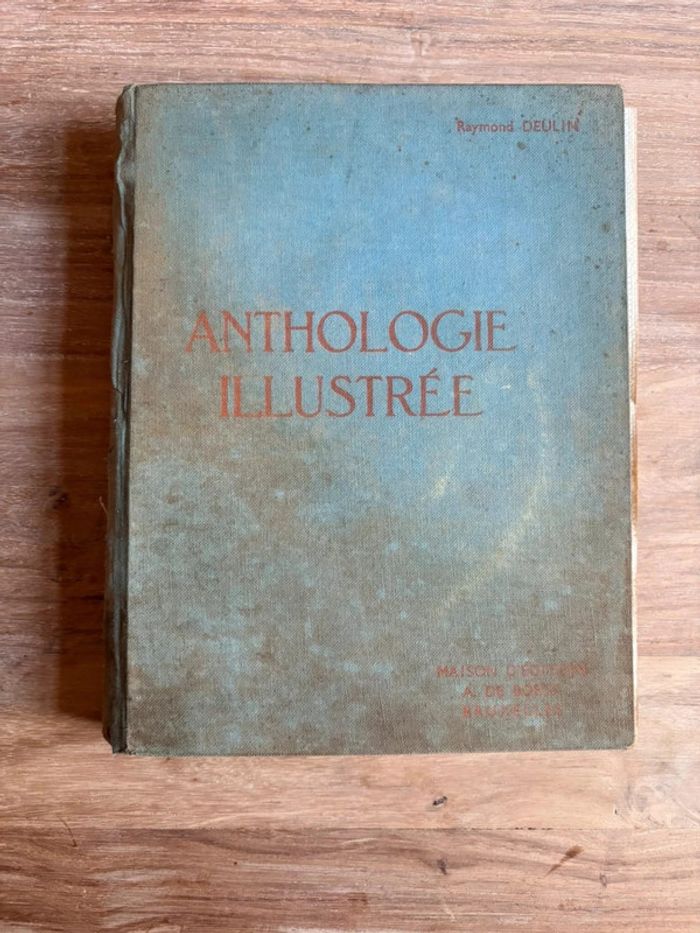 Raymond DEULIN
ANTHOLOGIE
ILLUSTRÉE
MAISON D'ÉDITION
A. DE BOECK
BRUXELLES